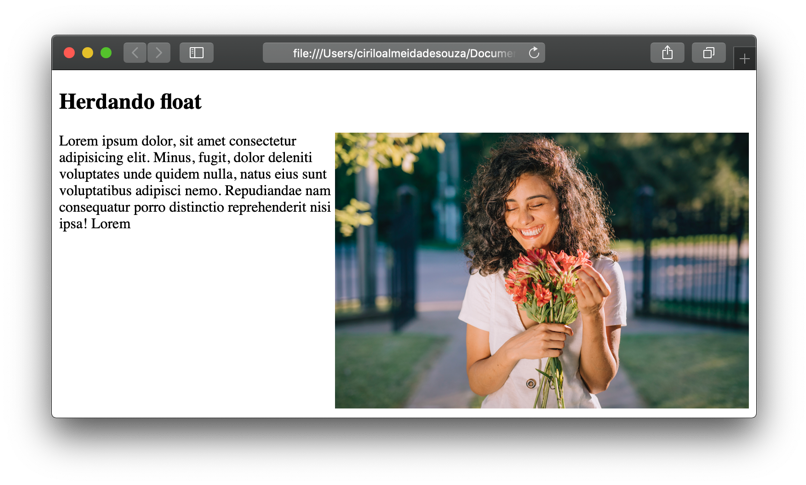 file:///Users/ciriloalmeidadesouza/Docume
Herdando float
Lorem ipsum dolor, sit amet consectetur
adipisicing elit. Minus, fugit, dolor deleniti
voluptates unde quidem nulla, natus eius sunt
voluptatibus adipisci nemo. Repudiandae nam
consequatur porro distinctio reprehenderit nisi
ipsa! Lorem